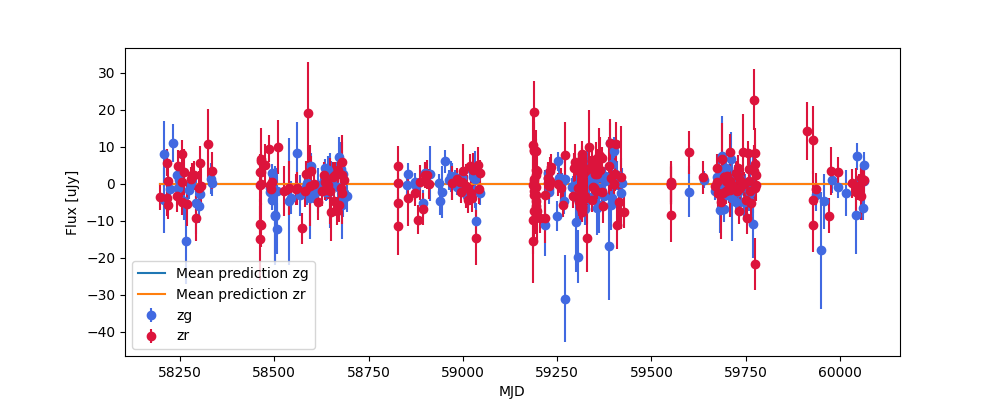 30
20
10
0
−10
−20
−30
−40
Flux [uJy]
Mean prediction zg
Mean prediction zr
zg
zr
58250 58500 58750 59000 59250 59500 59750 60000
MJD